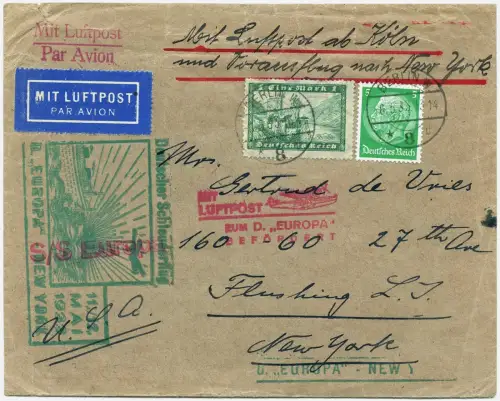 Mit Luftpost
Par Avion
Mit Luftpost ab Köln
und Vorausflug nach New York
MIT LUFTPOST
PAR AVION
Eine Mark
Deutsches Reich
Deutsches Reich
Deutscher Schleuderflug
D. „EUROPA"
NEW YORK
MAI
D/S Europa
MIT
LUFTPOST
ZUM D. „EUROPA"
BEFÖRDERT
Mrs.
Gertrud de Vries
160 60 27th Ave
Flushing L. I.
New York
U.S.A.
D. „EUROPA" - NEW Y